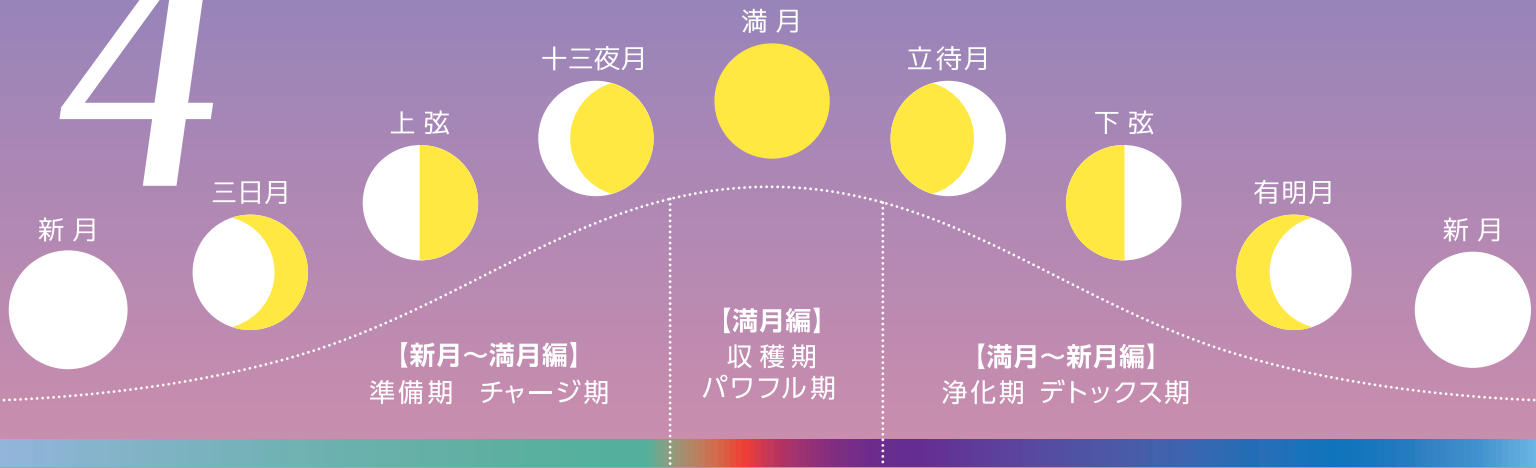 4
新月
三日月
上弦
十三夜月
満月
立待月
下弦
有明月
新月
【新月〜満月編】
準備期　チャージ期
【満月編】
収穫期
パワフル期
【満月〜新月編】
浄化期　デトックス期